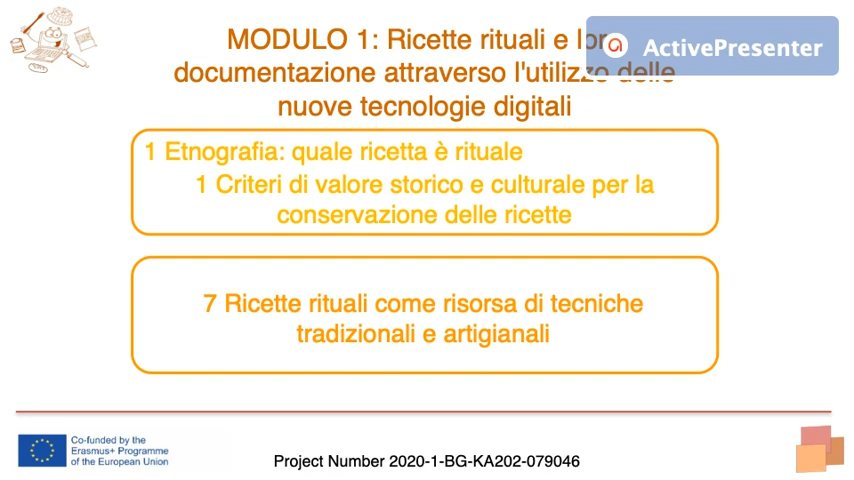 MODULO 1: Ricette rituali e
ActivePresenter
documentazione attraverso l'utilizzo delle
nuove tecnologie digitali
1 Etnografia: quale ricetta è rituale
1 Criteri di valore storico e culturale per la
conservazione delle ricette
7 Ricette rituali come risorsa di tecniche
tradizionali e artigianali
Co-funded by the
Erasmus+ Programme
of the European Union
Project Number 2020-1-BG-KA202-079046